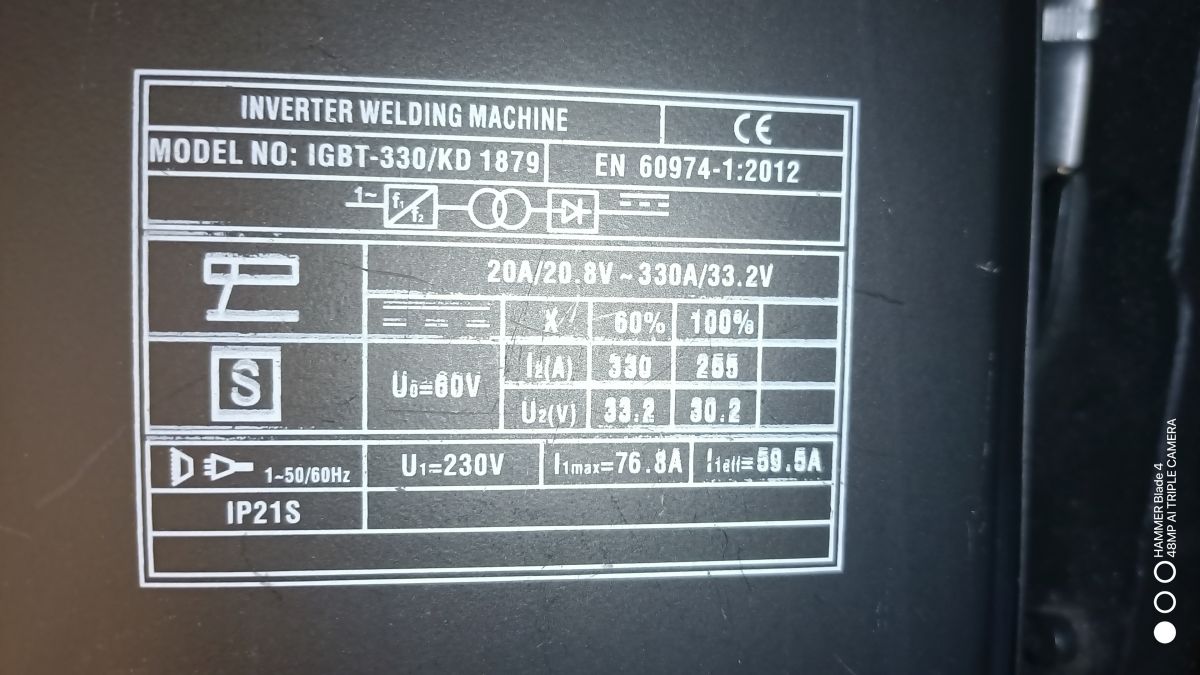 INVERTER WELDING MACHINE CE
MODEL NO: IGBT-330/KD 1879 EN 60974-1:2012
1~ f1 f2
20A/20.8V ~ 330A/33.2V
X 60% 100%
S U0=60V I2(A) 330 255
U2(V) 33.2 30.2
1~50/60Hz U1=230V I1max=76.8A I1eff=59.5A
IP21S
HAMMER Blade 4
48MP AI TRIPLE CAMERA